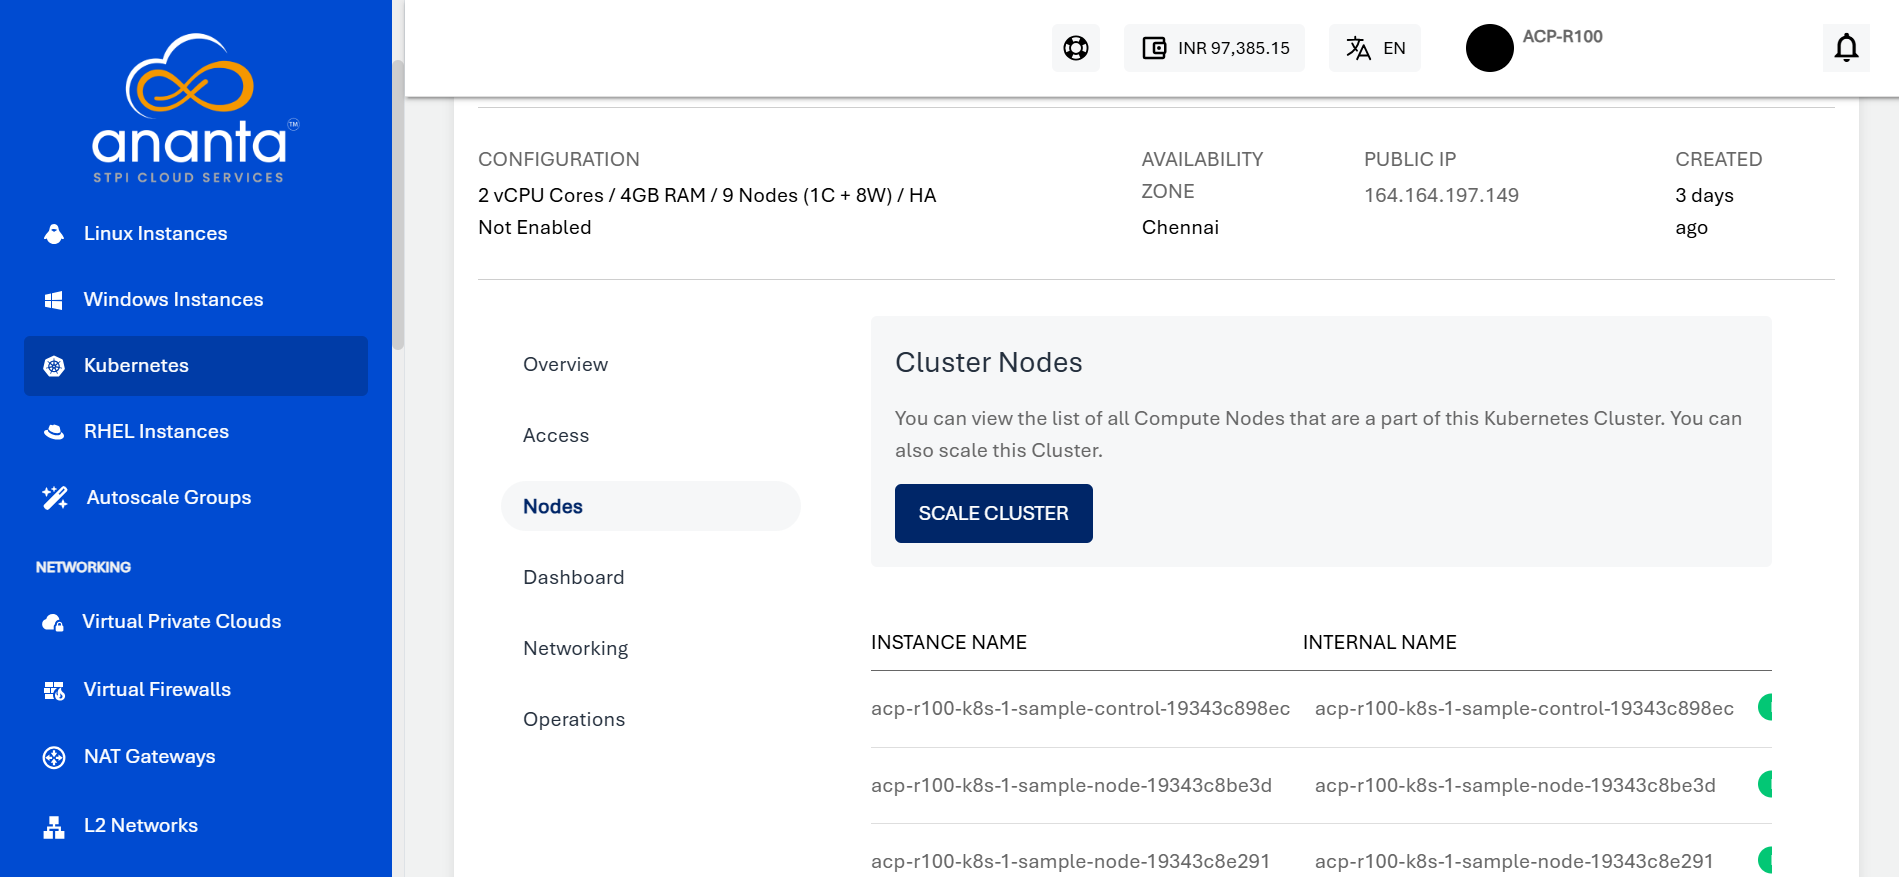 ananta
TM
STPI CLOUD SERVICES
Linux Instances
Windows Instances
Kubernetes
RHEL Instances
Autoscale Groups
NETWORKING
Virtual Private Clouds
Virtual Firewalls
NAT Gateways
L2 Networks
INR 97,385.15
EN
ACP-R100
CONFIGURATION
2 vCPU Cores / 4GB RAM / 9 Nodes (1C + 8W) / HA
Not Enabled
AVAILABILITY
ZONE
Chennai
PUBLIC IP
164.164.197.149
CREATED
3 days
ago
Overview
Access
Nodes
Dashboard
Networking
Operations
Cluster Nodes
You can view the list of all Compute Nodes that are a part of this Kubernetes Cluster. You can
also scale this Cluster.
SCALE CLUSTER
INSTANCE NAME INTERNAL NAME
acp-r100-k8s-1-sample-control-19343c898ec acp-r100-k8s-1-sample-control-19343c898ec
acp-r100-k8s-1-sample-node-19343c8be3d acp-r100-k8s-1-sample-node-19343c8be3d
acp-r100-k8s-1-sample-node-19343c8e291 acp-r100-k8s-1-sample-node-19343c8e291